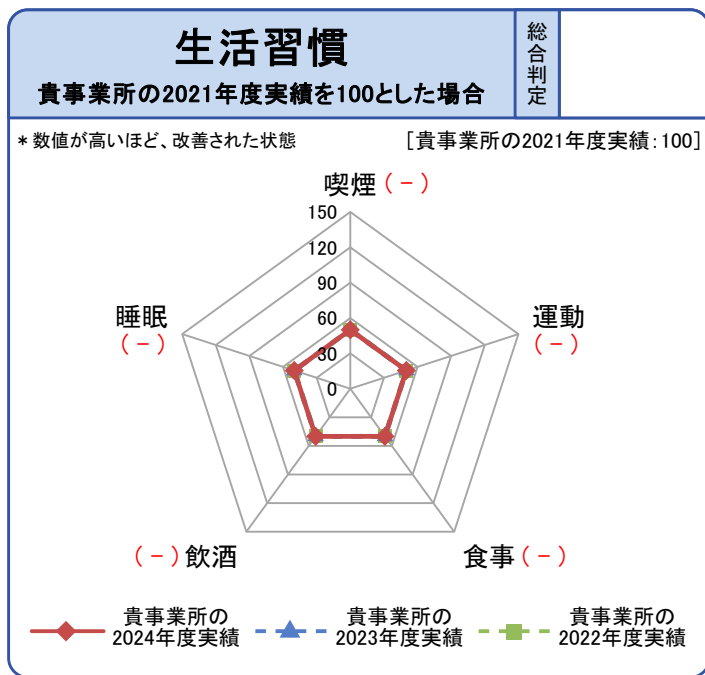 生活習慣
貴事業所の2021年度実績を100とした場合
総合判定
＊数値が高いほど、改善された状態
［貴事業所の2021年度実績：100］
喫煙（－）
150
120
90
60
30
0
運動
（－）
食事（－）
（－）飲酒
睡眠
（－）
貴事業所の
2024年度実績
貴事業所の
2023年度実績
貴事業所の
2022年度実績